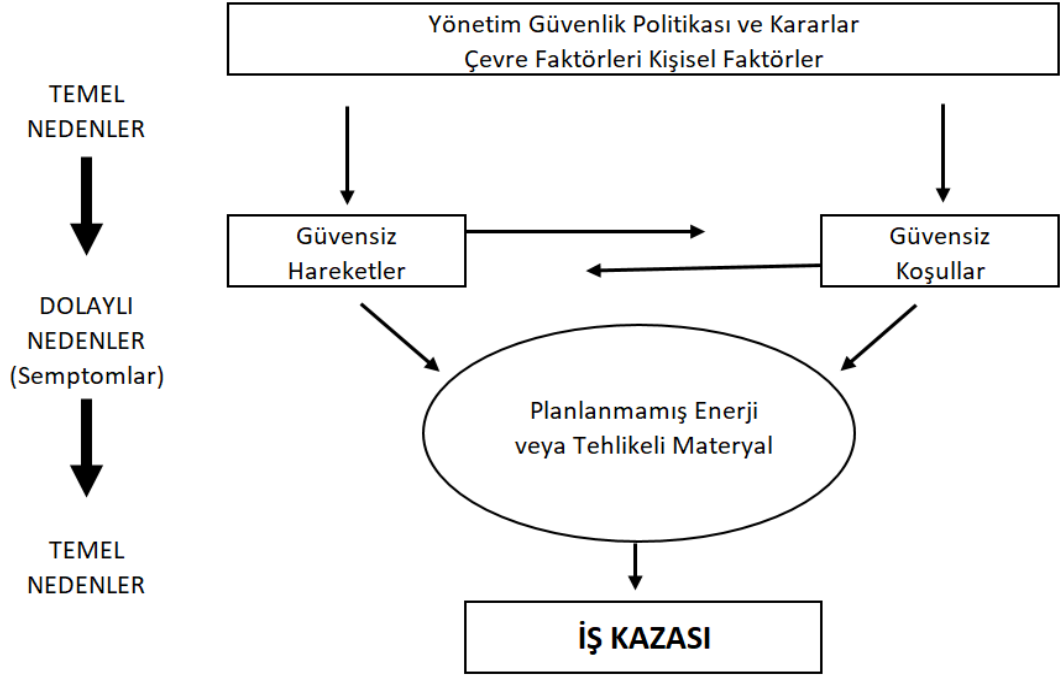 Yönetim Güvenlik Politikası ve Kararlar
Çevre Faktörleri Kişisel Faktörler
TEMEL
NEDENLER
Güvensiz
Hareketler
Güvensiz
Koşullar
DOLAYLI
NEDENLER
(Semptomlar)
Planlanmamış Enerji
veya Tehlikeli Materyal
TEMEL
NEDENLER
İŞ KAZASI